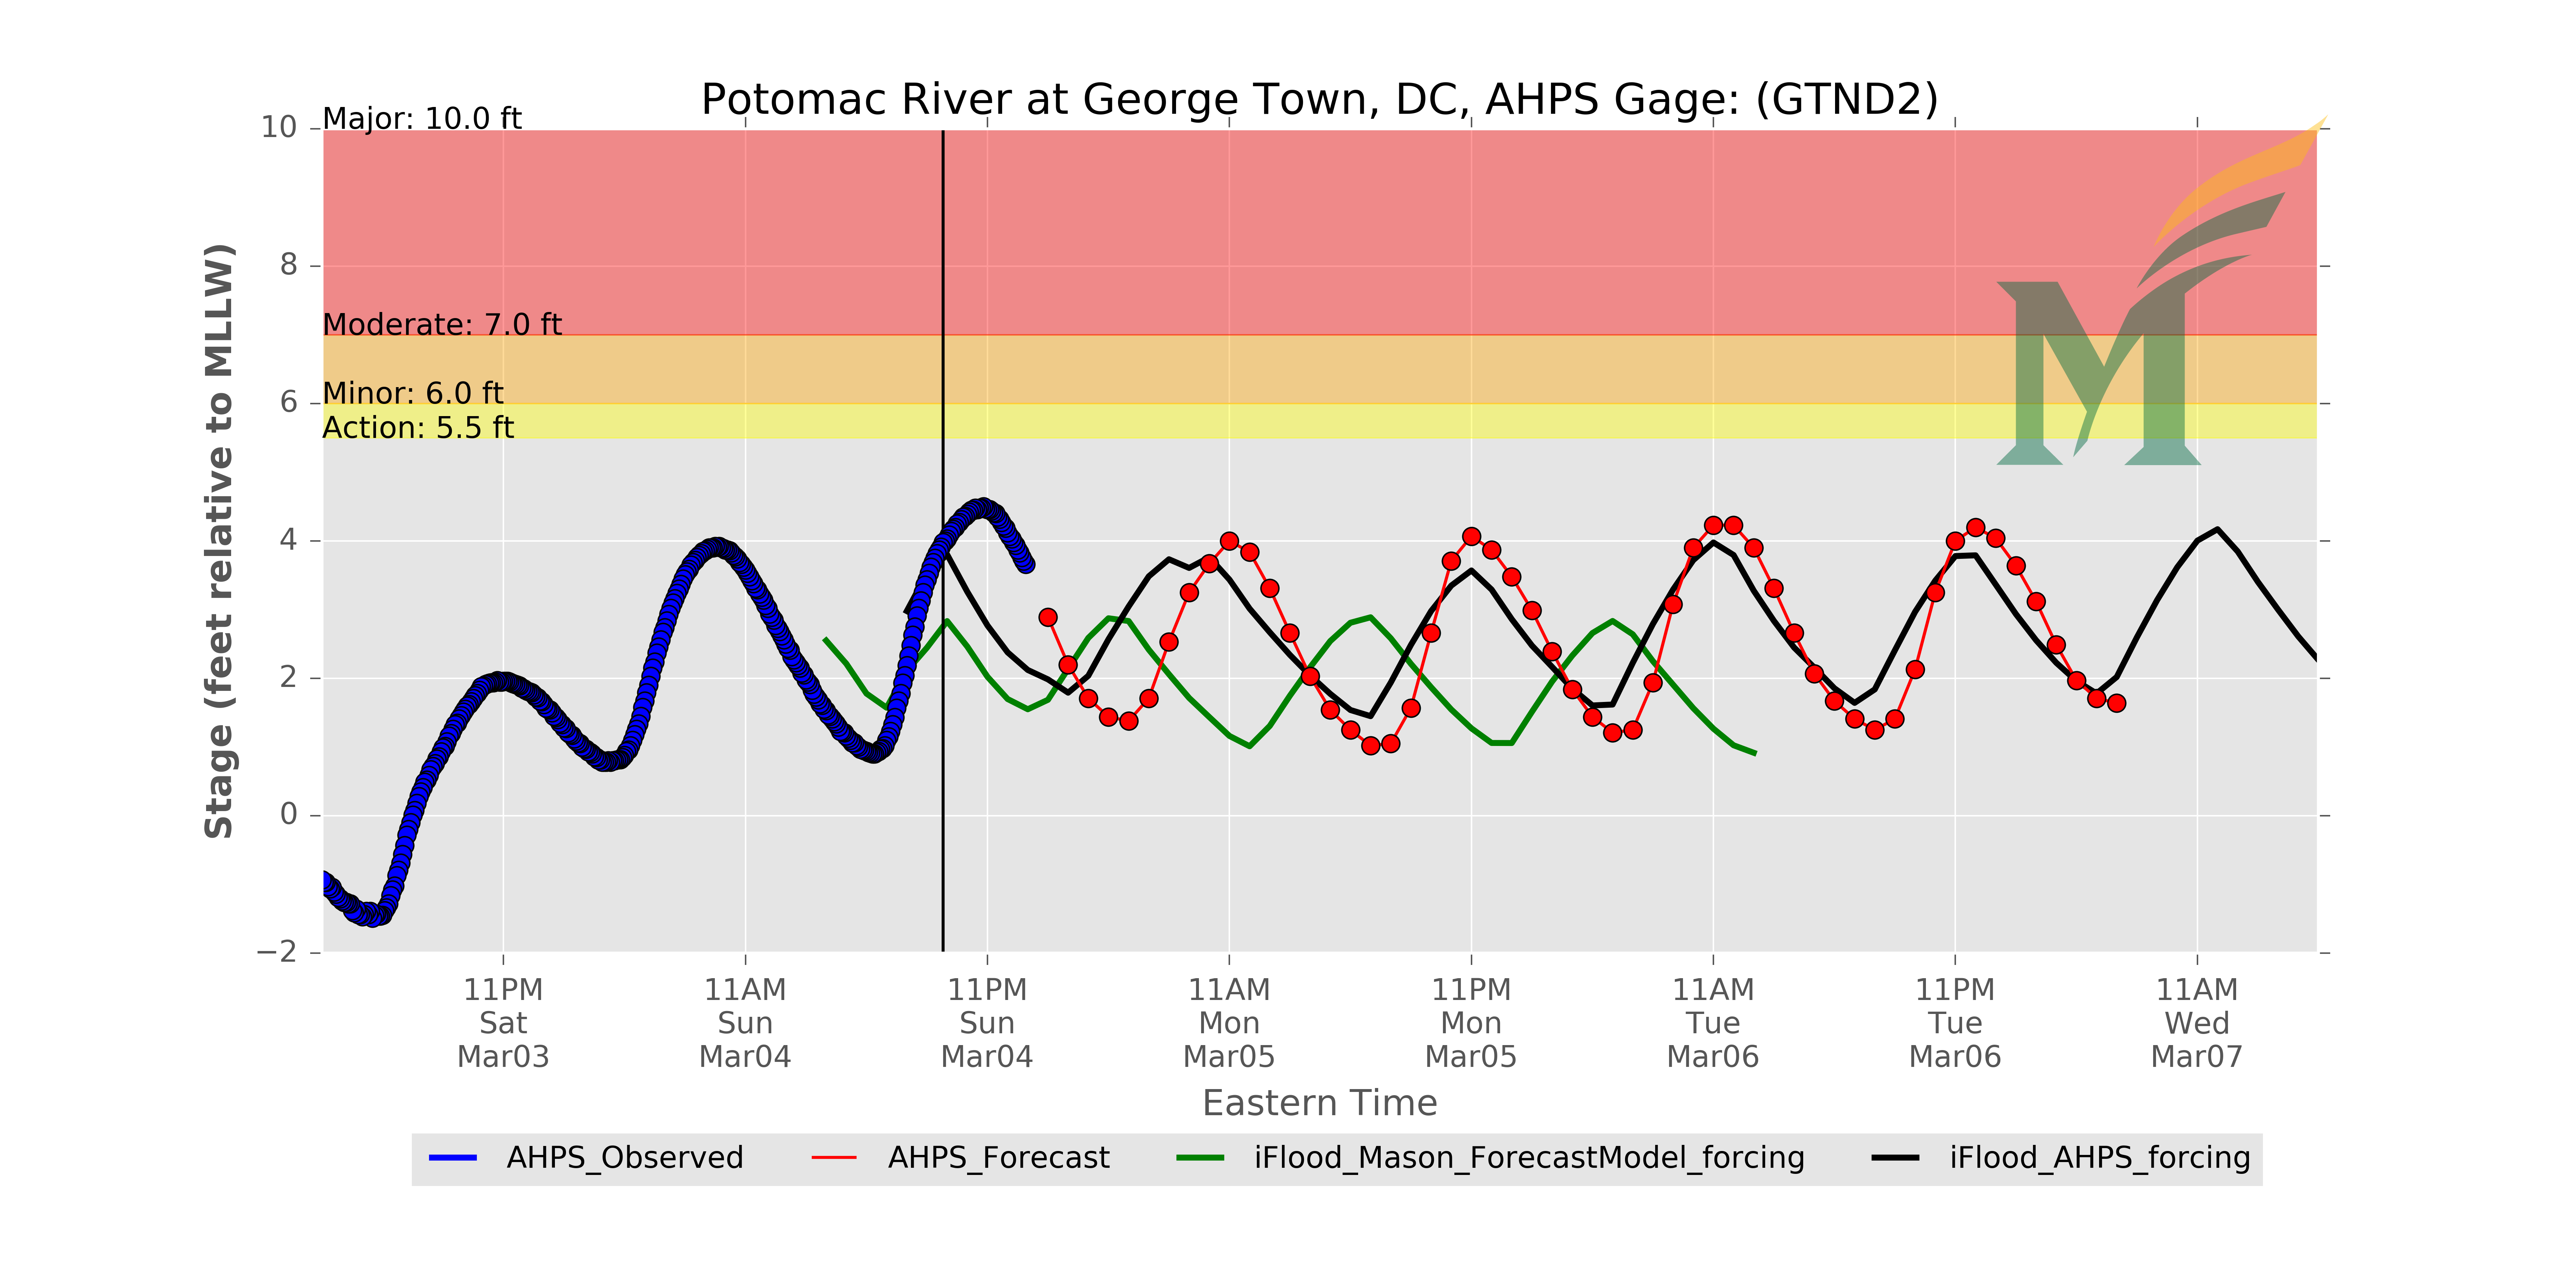 Potomac River at George Town, DC, AHPS Gage: (GTND2)
Major: 10.0 ft
Moderate: 7.0 ft
Minor: 6.0 ft
Action: 5.5 ft
10
8
6
4
2
0
−2
Stage (feet relative to MLLW)
11PM 11AM 11PM 11AM 11PM 11AM 11PM 11AM
Sat Sun Sun Mon Mon Tue Tue Wed
Mar03 Mar04 Mar04 Mar05 Mar05 Mar06 Mar06 Mar07
Eastern Time
AHPS_Observed AHPS_Forecast iFlood_Mason_ForecastModel_forcing iFlood_AHPS_forcing
M